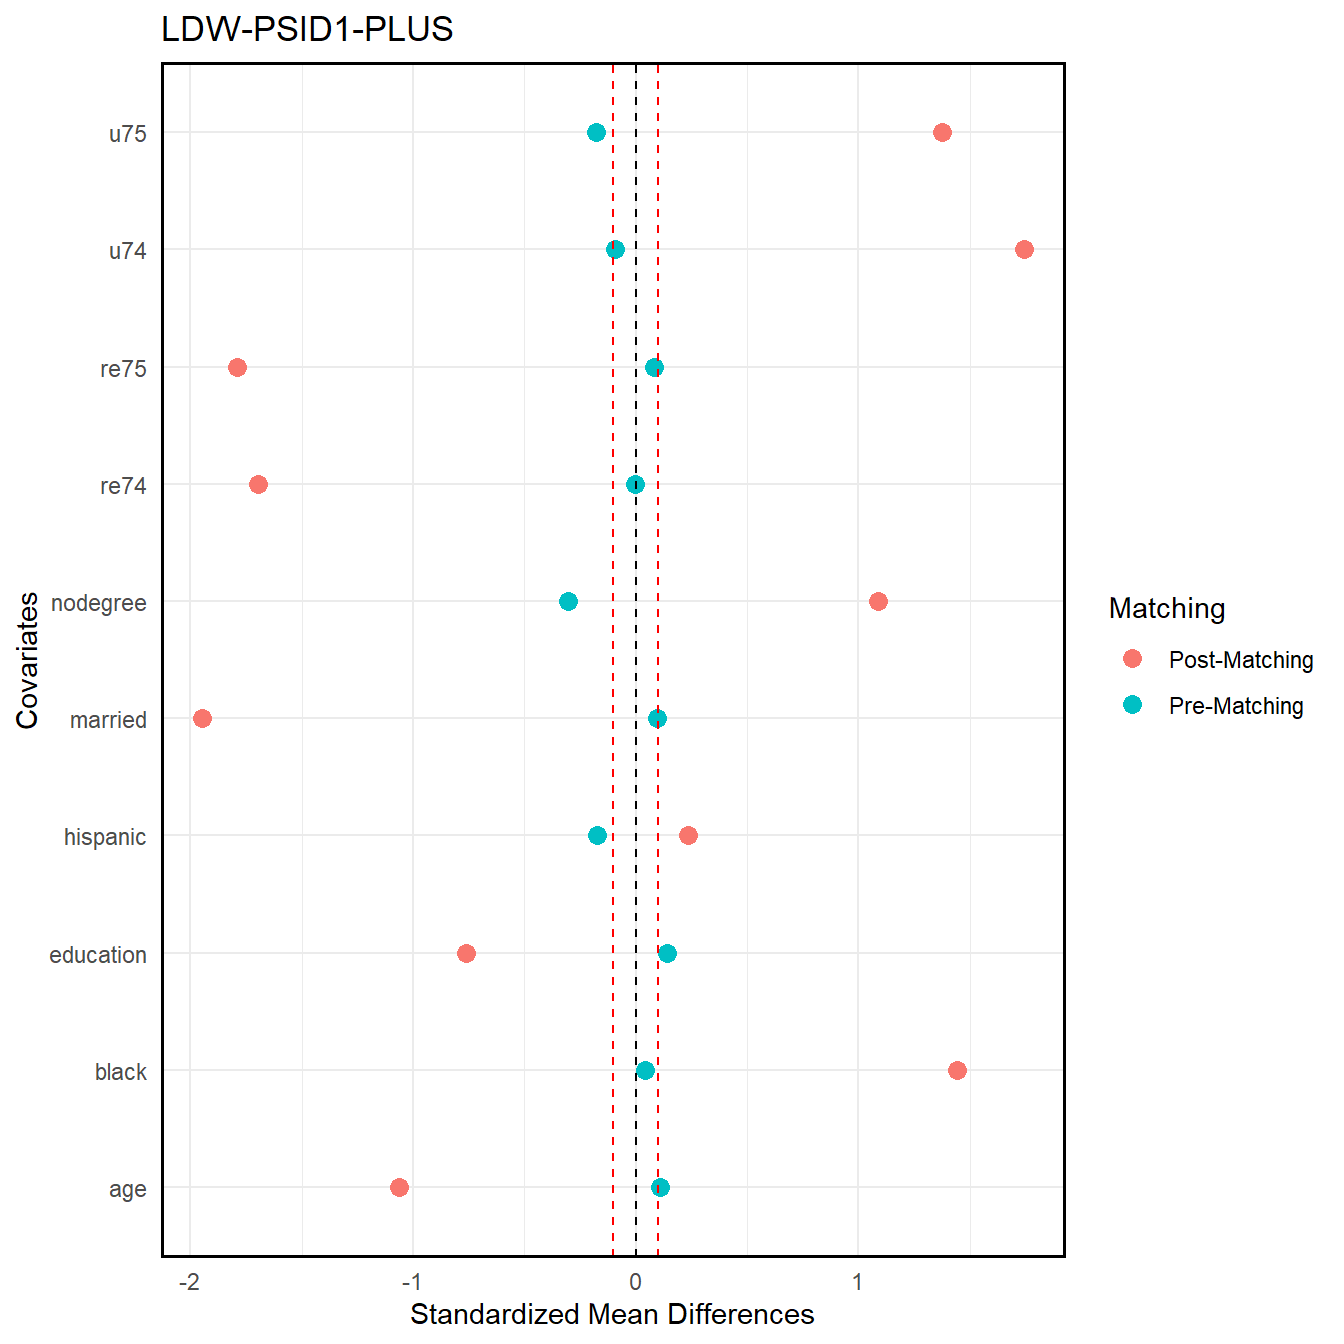 LDW-PSID1-PLUS
u75
u74
re75
re74
nodegree
married
hispanic
education
black
age
Covariates
-2
-1
0
1
Standardized Mean Differences
Matching
Post-Matching
Pre-Matching